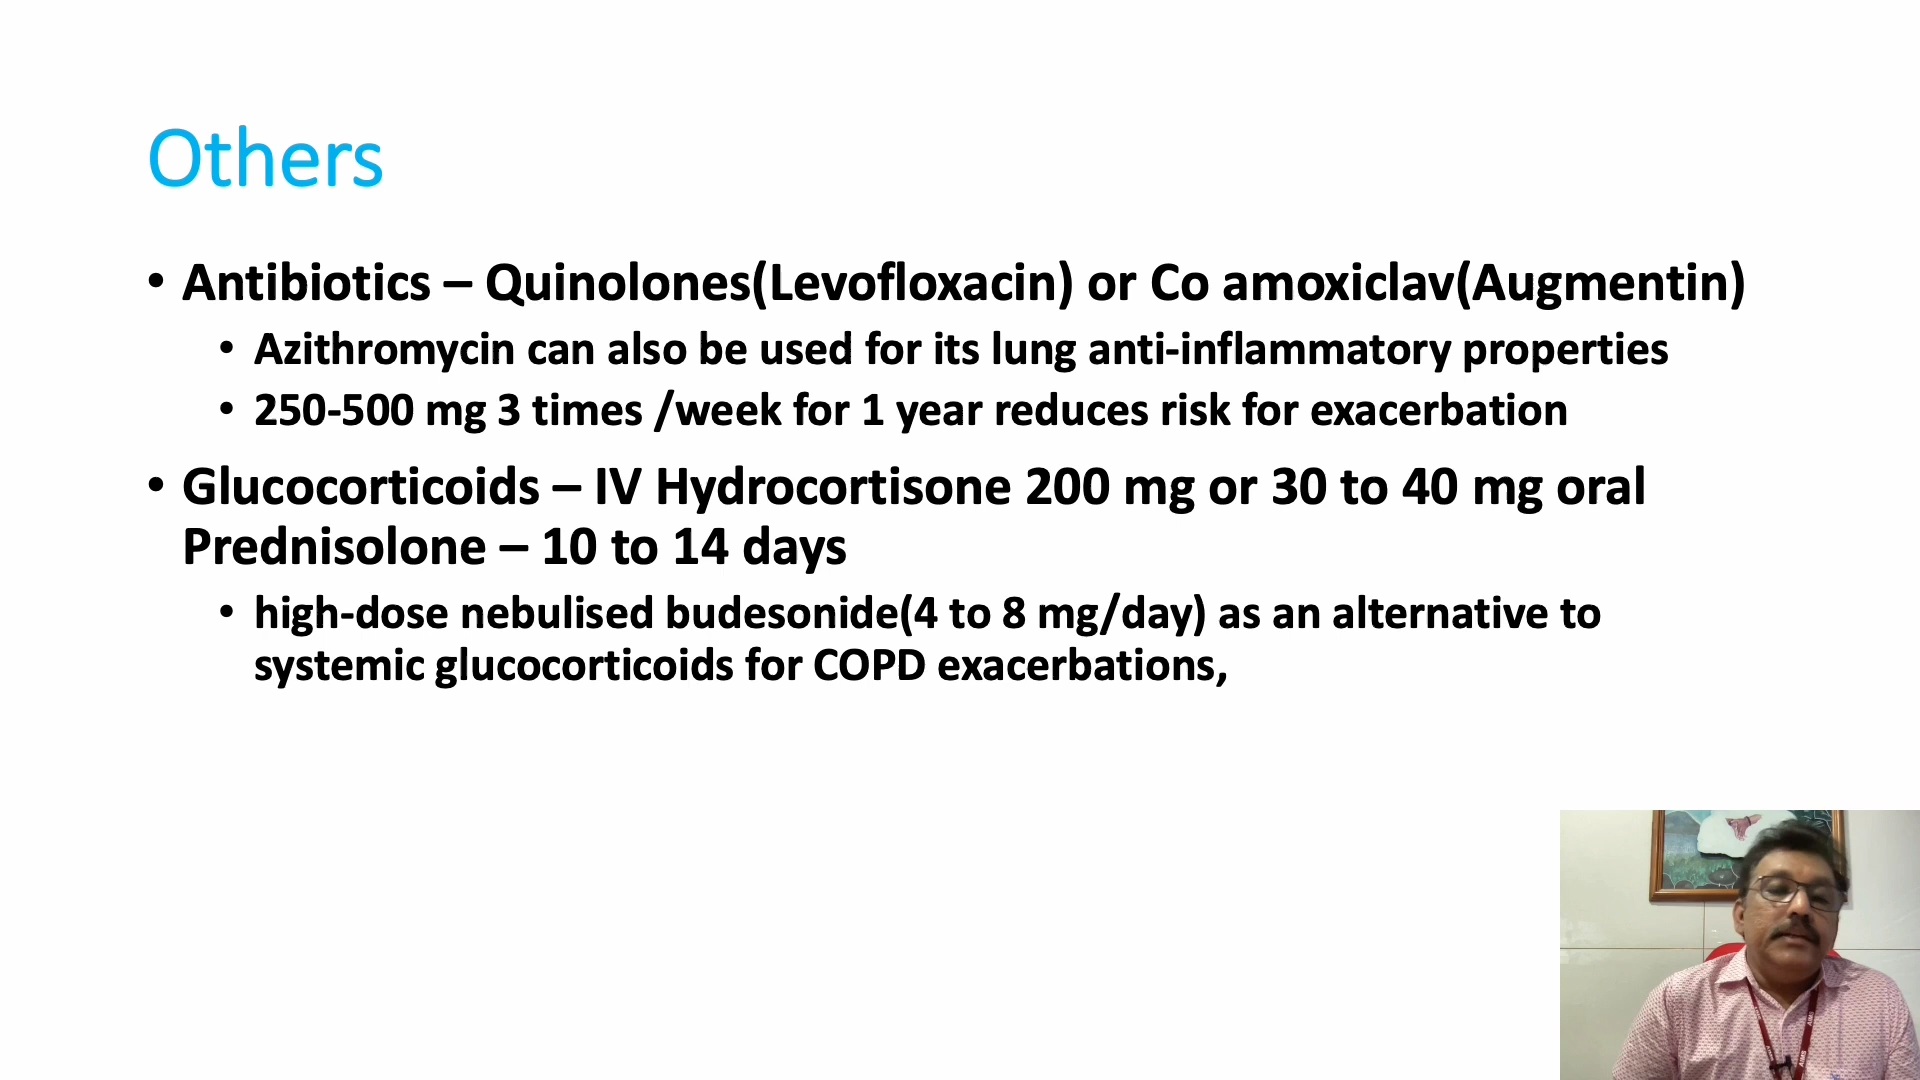 Others
• Antibiotics – Quinolones(Levofloxacin) or Co amoxiclav(Augmentin)
• Azithromycin can also be used for its lung anti-inflammatory properties
• 250-500 mg 3 times /week for 1 year reduces risk for exacerbation
• Glucocorticoids – IV Hydrocortisone 200 mg or 30 to 40 mg oral
Prednisolone – 10 to 14 days
• high-dose nebulised budesonide(4 to 8 mg/day) as an alternative to
systemic glucocorticoids for COPD exacerbations,
AIMS